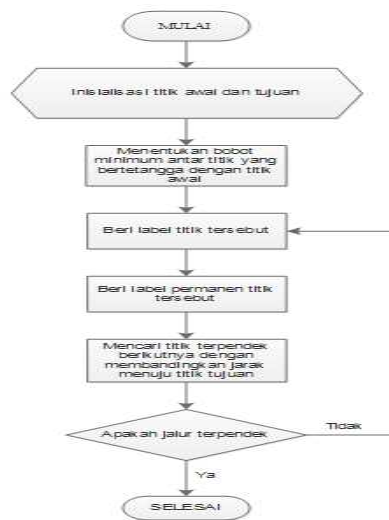 MULAI
Inisialisasi titik awal dan tujuan
Menentukan bobot
minimum antar titik yang
bertetangga dengan titik
awal
Beri label titik tersebut
Beri label permanen titik
tersebut
Mencari titik terpendek
berikutnya dengan
membandingkan jarak
menuju titik tujuan
Apakah jalur terpendek
Tidak
Ya
SELESAI